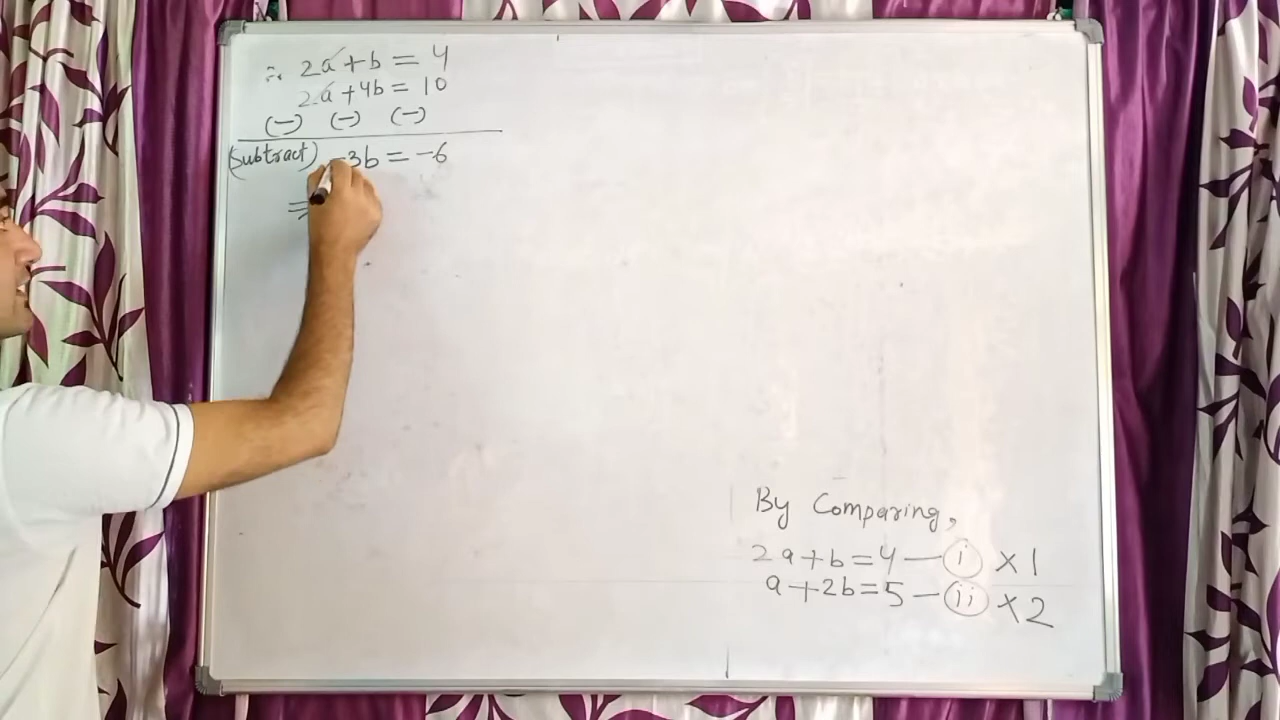 ∴ 2a+b = 4
2a+4b = 10
(-) (-) (-)
(Subtract) -3b = -6
⇒
By Comparing,
2a+b=4 — (i) ×1
a+2b=5 — (ii) ×2